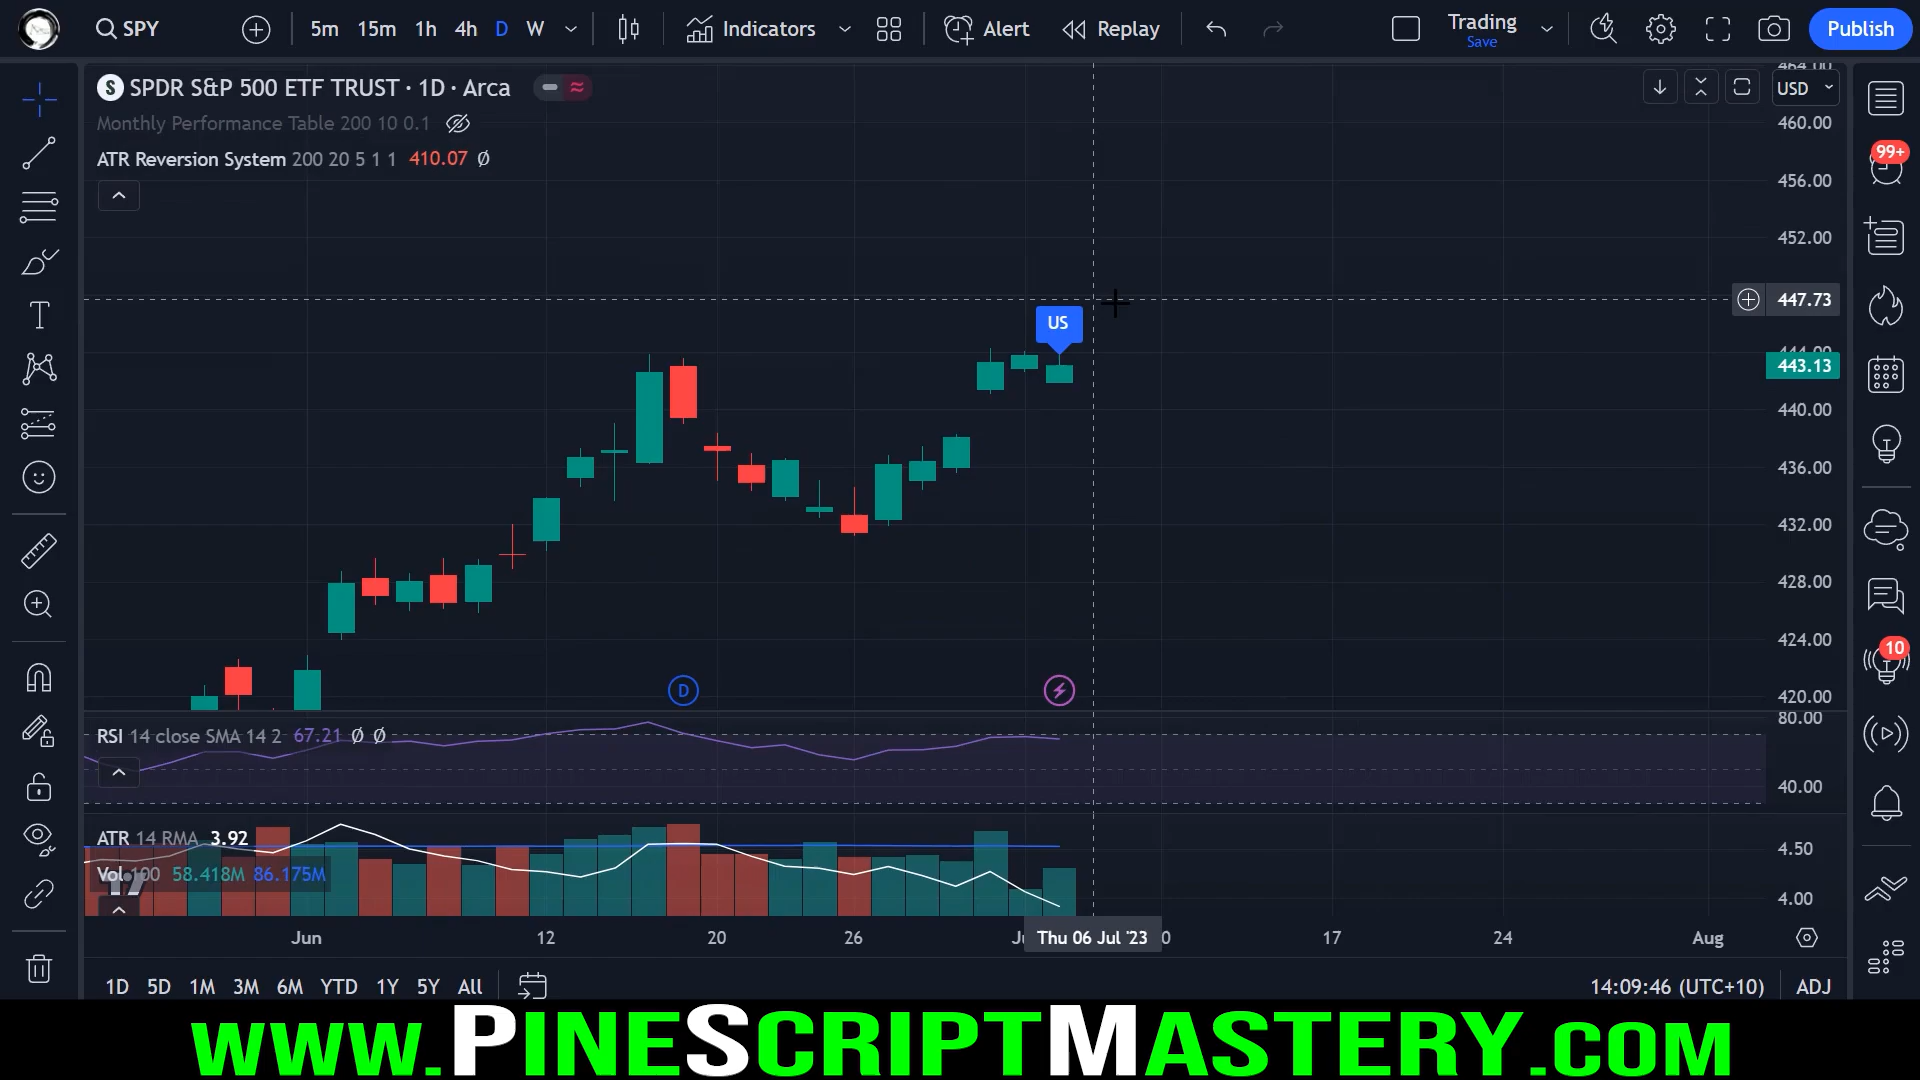 SPY 5m 15m 1h 4h D W Indicators Alert Replay Trading Save Publish
S SPDR S&P 500 ETF TRUST · 1D · Arca
USD
Monthly Performance Table 200 10 0.1
ATR Reversion System 200 20 5 1 1 410.07 Ø
464.00
460.00
456.00
452.00
447.73
444.00
443.13
440.00
436.00
432.00
428.00
424.00
420.00
US
D
99+
10
RSI 14 close SMA 14 2 67.21 Ø Ø
80.00
40.00
ATR 14 RMA 3.92
Vol 100 58.418M 86.175M
4.50
4.00
Jun 12 20 26 Thu 06 Jul '23 17 24 Aug
1D 5D 1M 3M 6M YTD 1Y 5Y All
14:09:46 (UTC+10) ADJ
www.PineScriptMastery.com